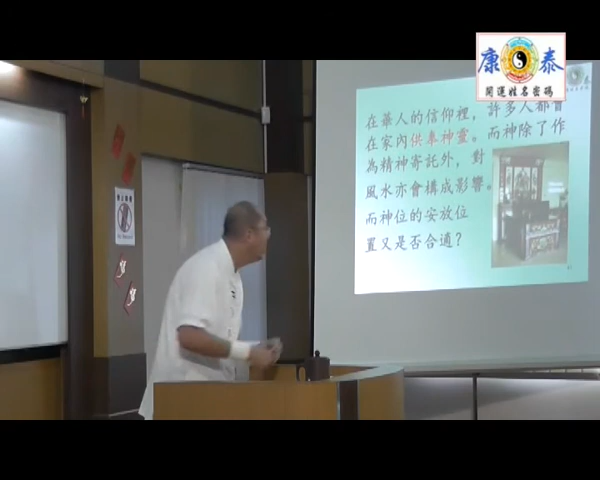 康泰
開運姓名密碼
在華人的信仰裡，許多人都會
在家內供奉神靈。而神除了作
為精神寄託外，對
風水亦會構成影響。
而神位的安放位
置又是否合適？